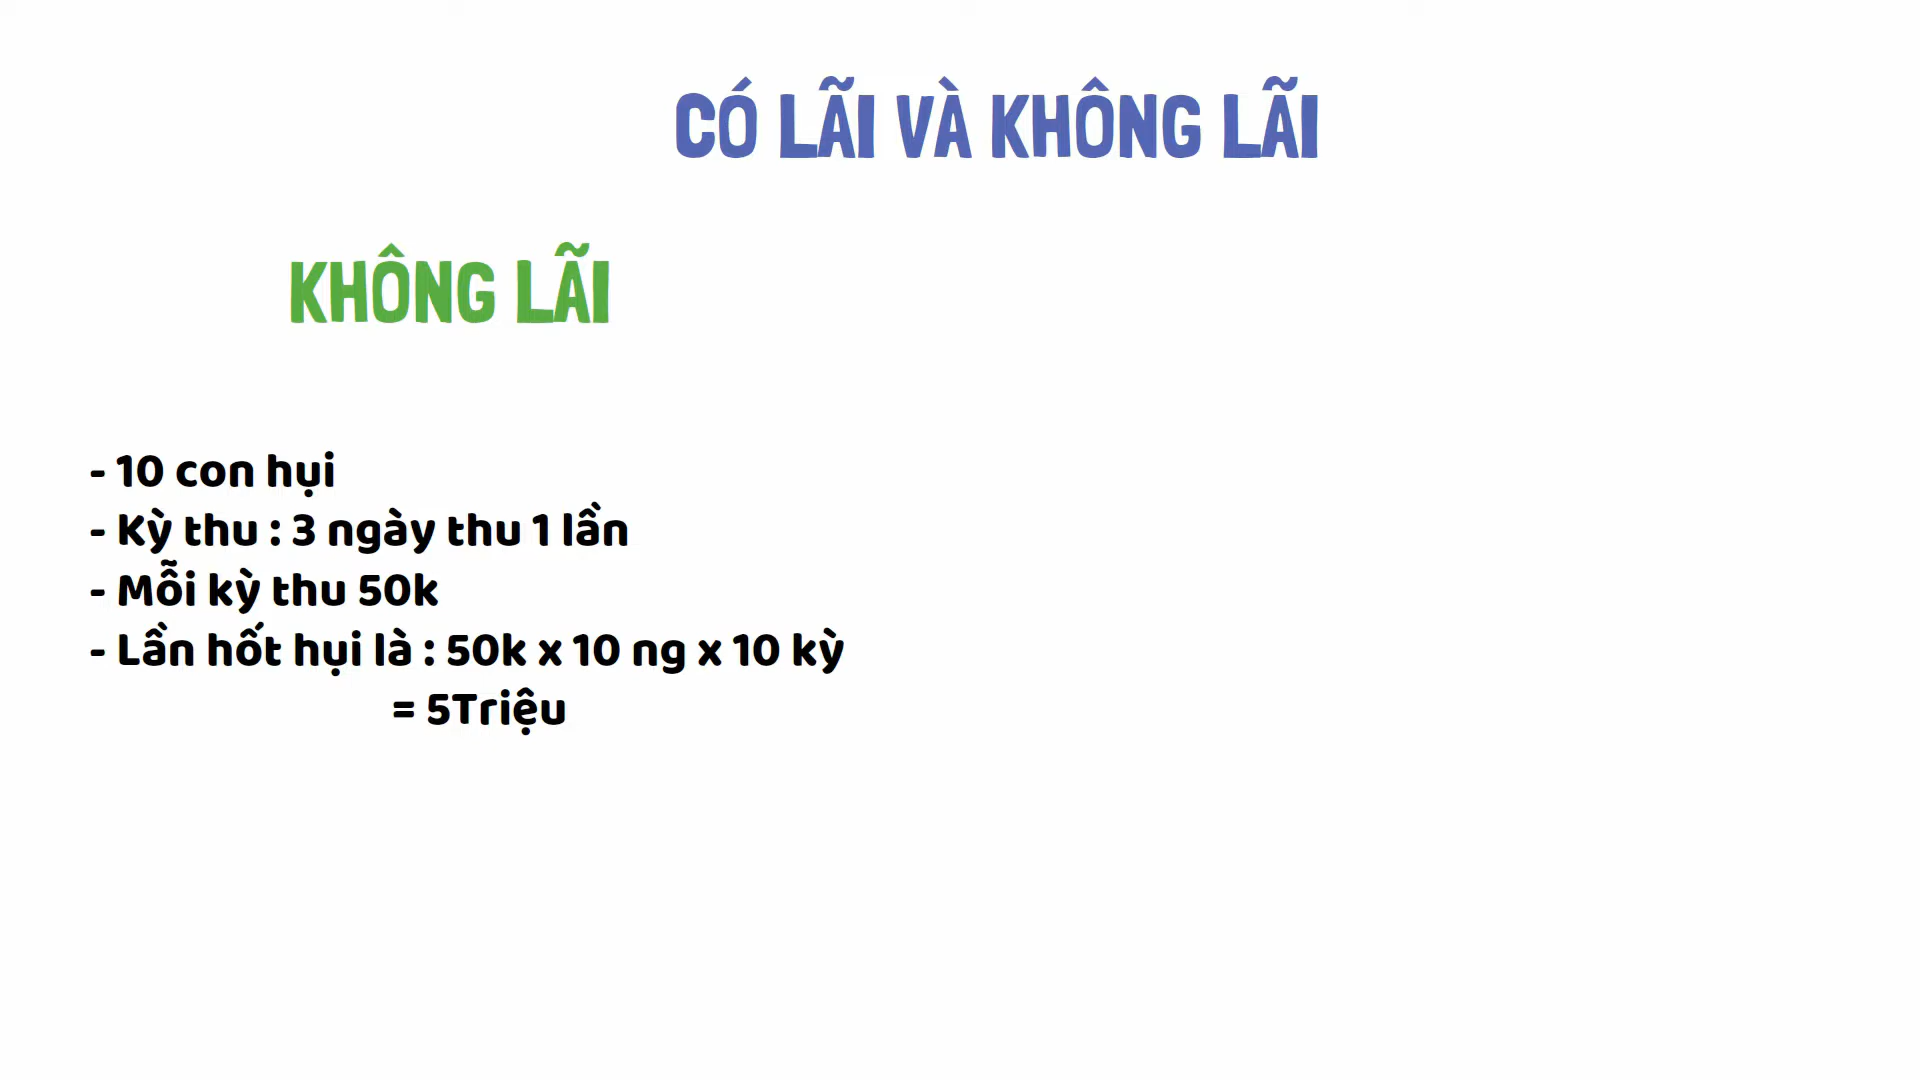 CÓ LÃI VÀ KHÔNG LÃI
KHÔNG LÃI
- 10 con hụi
- Kỳ thu : 3 ngày thu 1 lần
- Mỗi kỳ thu 50k
- Lần hốt hụi là : 50k x 10 ng x 10 kỳ
= 5Triệu